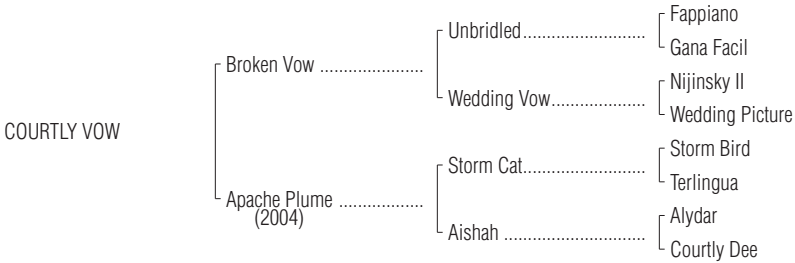 Fappiano
Unbridled..........................
Gana Facil
Broken Vow ......................
Nijinsky II
Wedding Vow....................
Wedding Picture
COURTLY VOW
Storm Bird
Storm Cat..........................
Terlingua
Apache Plume ..................
(2004)
Alydar
Aishah ..............................
Courtly Dee